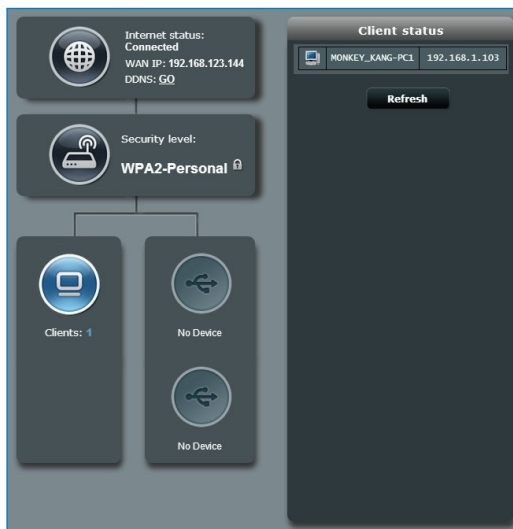 Internet status:
Connected
WAN IP: 192.168.123.144
DDNS: GO
Security level:
WPA2-Personal
Clients: 1
No Device
No Device
Client status
MONKEY_KANG-PC1 192.168.1.103
Refresh